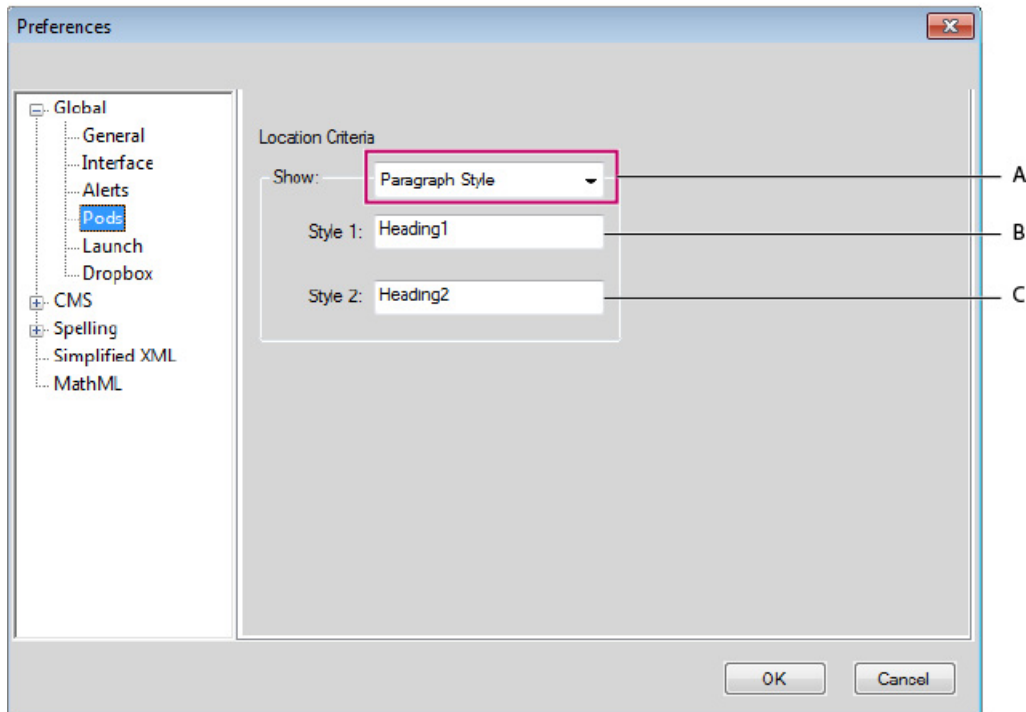 Preferences
Global
General
Interface
Alerts
Pods
Launch
Dropbox
CMS
Spelling
Simplified XML
MathML
Location Criteria
Show: Paragraph Style A
Style 1: Heading1 B
Style 2: Heading2 C
OK Cancel